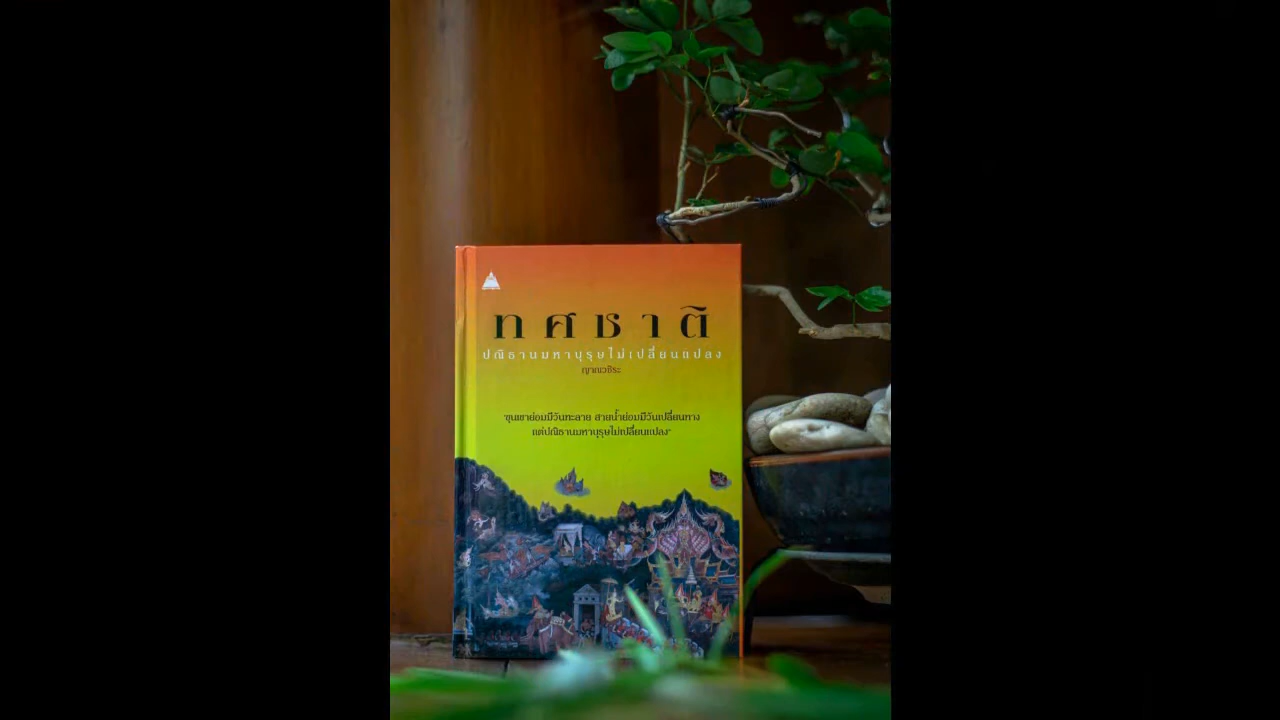 ทศชาติ
ปณิธานมหาบุรุษไม่เปลี่ยนแปลง
ญาณวชิระ
"ขุนเขาย่อมมีวันทะลาย สายน้ำย่อมมีวันเปลี่ยนทาง
แต่ปณิธานมหาบุรุษไม่เปลี่ยนแปลง"